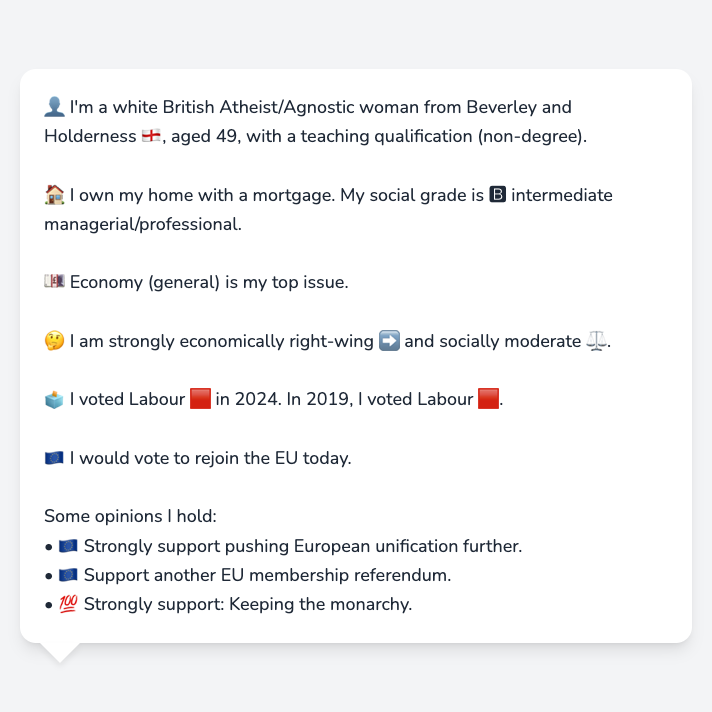 👤 I'm a white British Atheist/Agnostic woman from Beverley and
Holderness 🏴󠁧󠁢󠁥󠁮󠁧󠁿, aged 49, with a teaching qualification (non-degree).
🏠 I own my home with a mortgage. My social grade is 🅱 intermediate
managerial/professional.
💷 Economy (general) is my top issue.
🤔 I am strongly economically right-wing ➡️ and socially moderate ⚖️.
🗳️ I voted Labour 🟥 in 2024. In 2019, I voted Labour 🟥.
🇪🇺 I would vote to rejoin the EU today.
Some opinions I hold:
• 🇪🇺 Strongly support pushing European unification further.
• 🇪🇺 Support another EU membership referendum.
• 💯 Strongly support: Keeping the monarchy.